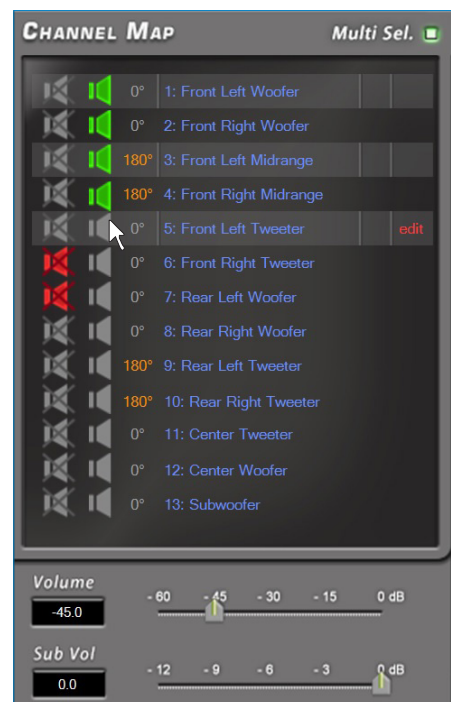 CHANNEL MAP Multi Sel.
0° 1: Front Left Woofer
0° 2: Front Right Woofer
180° 3: Front Left Midrange
180° 4: Front Right Midrange
0° 5: Front Left Tweeter edit
0° 6: Front Right Tweeter
0° 7: Rear Left Woofer
0° 8: Rear Right Woofer
180° 9: Rear Left Tweeter
180° 10: Rear Right Tweeter
0° 11: Center Tweeter
0° 12: Center Woofer
0° 13: Subwoofer
Volume
-45.0 - 60 - 45 - 30 - 15 0 dB
Sub Vol
0.0 - 12 - 9 - 6 - 3 0 dB